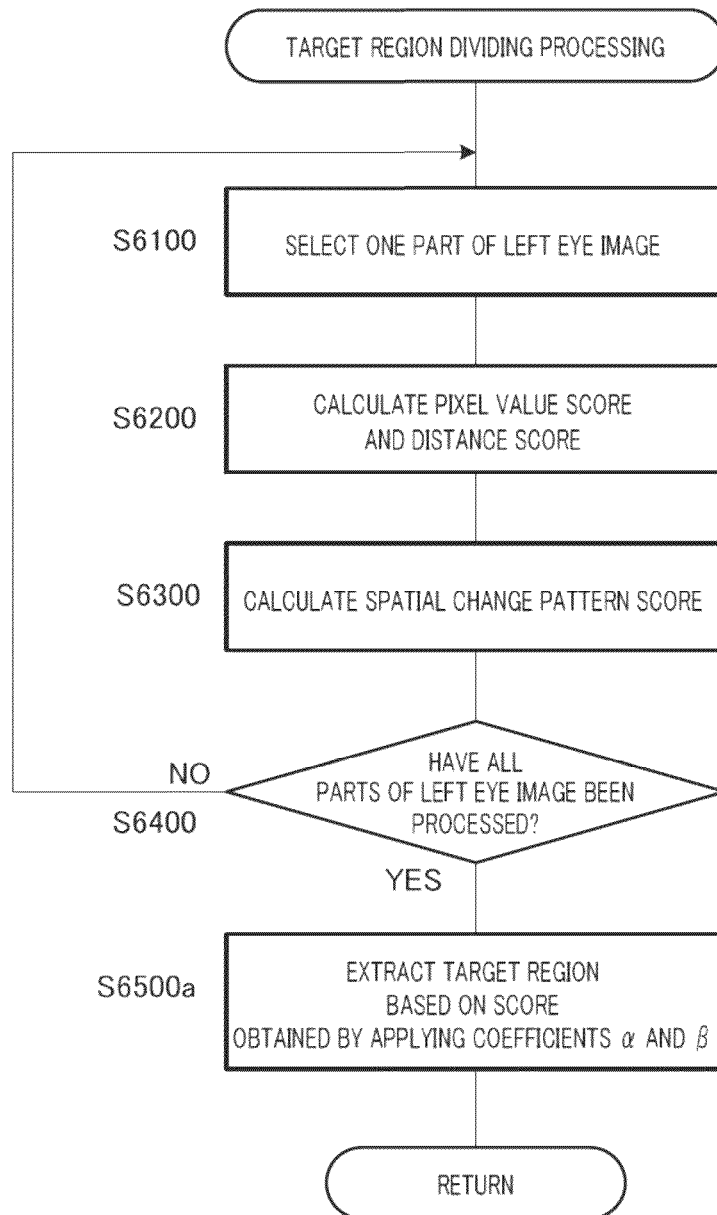 TARGET REGION DIVIDING PROCESSING
S6100
SELECT ONE PART OF LEFT EYE IMAGE
S6200
CALCULATE PIXEL VALUE SCORE
AND DISTANCE SCORE
S6300
CALCULATE SPATIAL CHANGE PATTERN SCORE
NO
S6400
HAVE ALL
PARTS OF LEFT EYE IMAGE BEEN
PROCESSED?
YES
S6500a
EXTRACT TARGET REGION
BASED ON SCORE
OBTAINED BY APPLYING COEFFICIENTS α AND β
RETURN